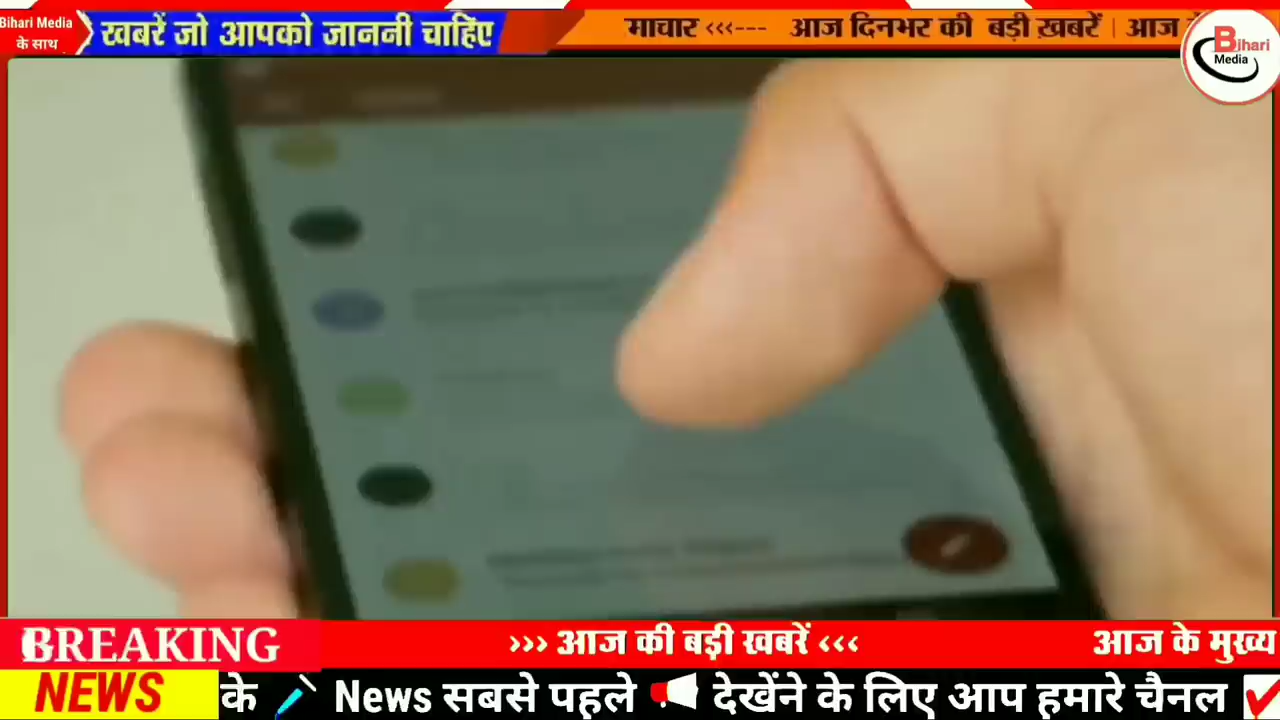 Bihari Media
के साथ
खबरें जो आपको जाननी चाहिए
माचार <<<--- आज दिनभर की बड़ी ख़बरें | आज
Bihari
Media
BREAKING
NEWS
>>> आज की बड़ी खबरें <<< आज के मुख्य
के News सबसे पहले देखेंने के लिए आप हमारे चैनल